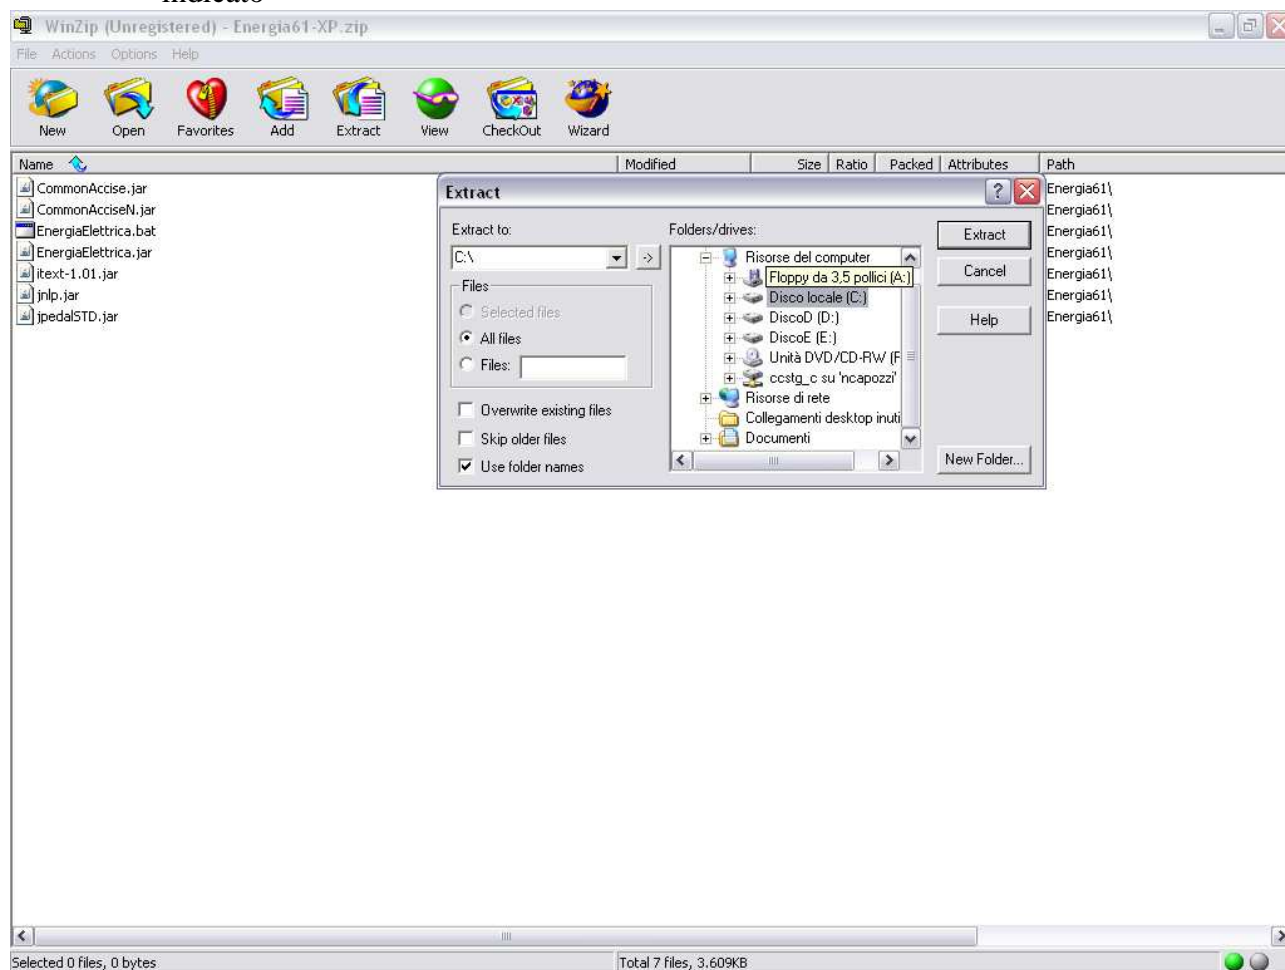 indicato
WinZip (Unregistered) - Energia61-XP.zip
File Actions Options Help
New Open Favorites Add Extract View CheckOut Wizard
Name Modified Size Ratio Packed Attributes Path
CommonAccise.jar Energia61\
CommonAcciseN.jar Energia61\
EnergiaElettrica.bat Energia61\
EnergiaElettrica.jar Energia61\
itext-1.01.jar Energia61\
jnlp.jar Energia61\
jpedalSTD.jar Energia61\
Extract
Extract to:
C:\
Files
Selected files
All files
Files:
Overwrite existing files
Skip older files
Use folder names
Folders/drives:
Risorse del computer
Floppy da 3,5 pollici (A:)
Disco locale (C:)
DiscoD (D:)
DiscoE (E:)
Unità DVD/CD-RW (F
ccstg_c su 'ncapozzi'
Risorse di rete
Collegamenti desktop inuti
Documenti
Extract
Cancel
Help
New Folder...
Selected 0 files, 0 bytes
Total 7 files, 3.609KB